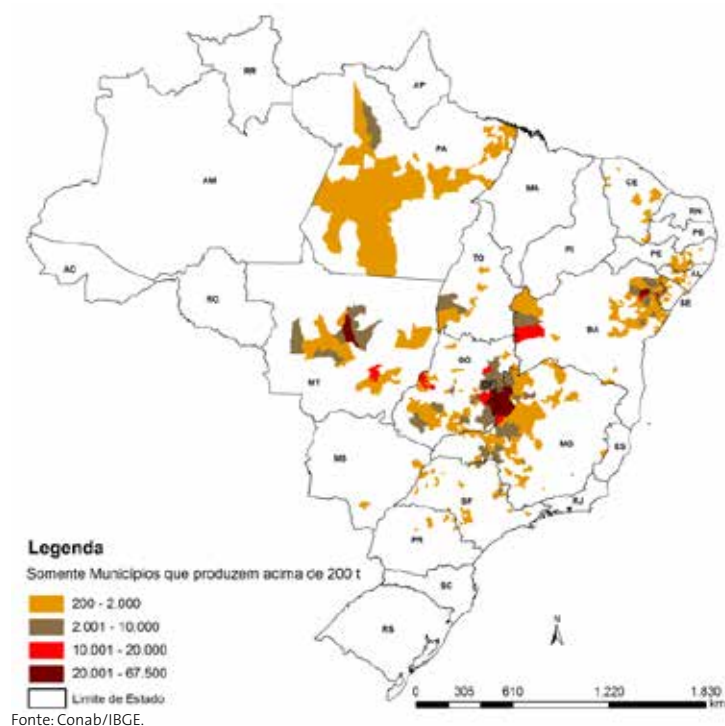 RR
AP
AM
PA
MA
CE
RN
PB
PI
PE
AL
SE
AC
TO
BA
MT
GO
DF
MG
ES
MS
SP
RJ
PR
SC
RS
Legenda
Somente Municípios que produzem acima de 200 t
200 - 2.000
2.001 - 10.000
10.001 - 20.000
20.001 - 67.500
Limite de Estado
N
0 305 610 1.220 1.830
km
Fonte: Conab/IBGE.